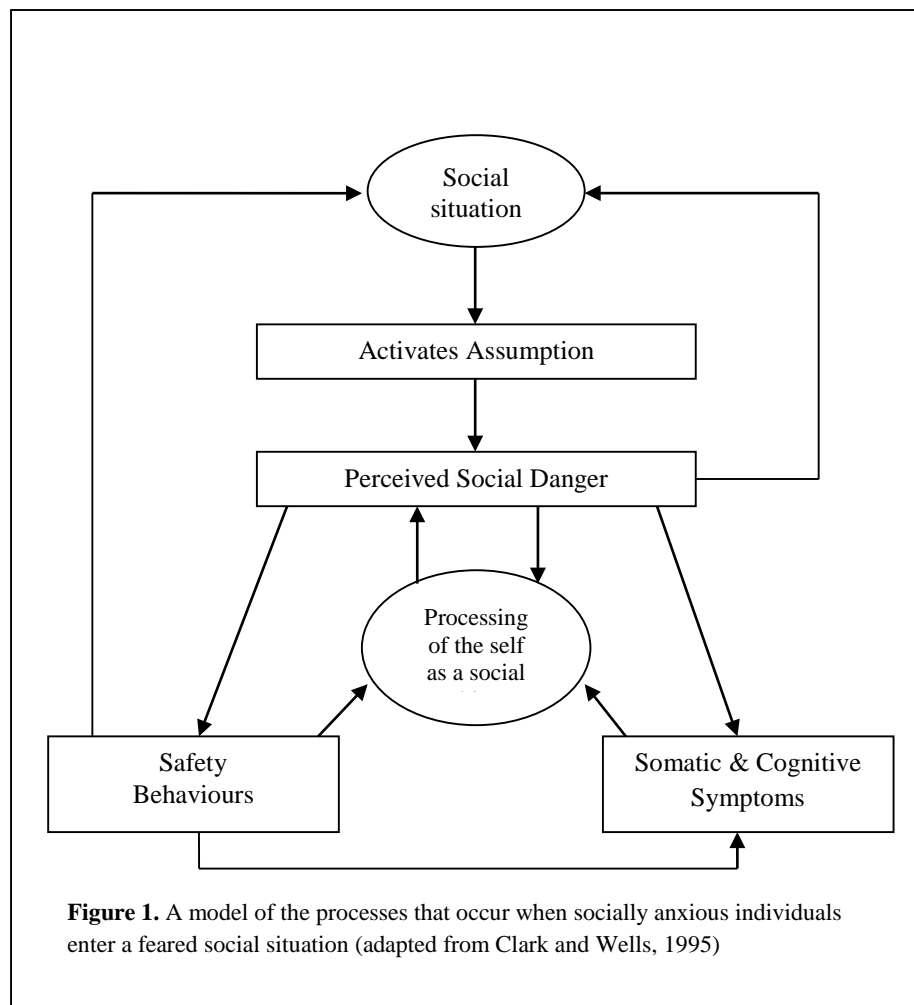 Social
situation
Activates Assumption
Perceived Social Danger
Processing
of the self
as a social
Safety
Behaviours
Somatic & Cognitive
Symptoms
Figure 1. A model of the processes that occur when socially anxious individuals
enter a feared social situation (adapted from Clark and Wells, 1995)